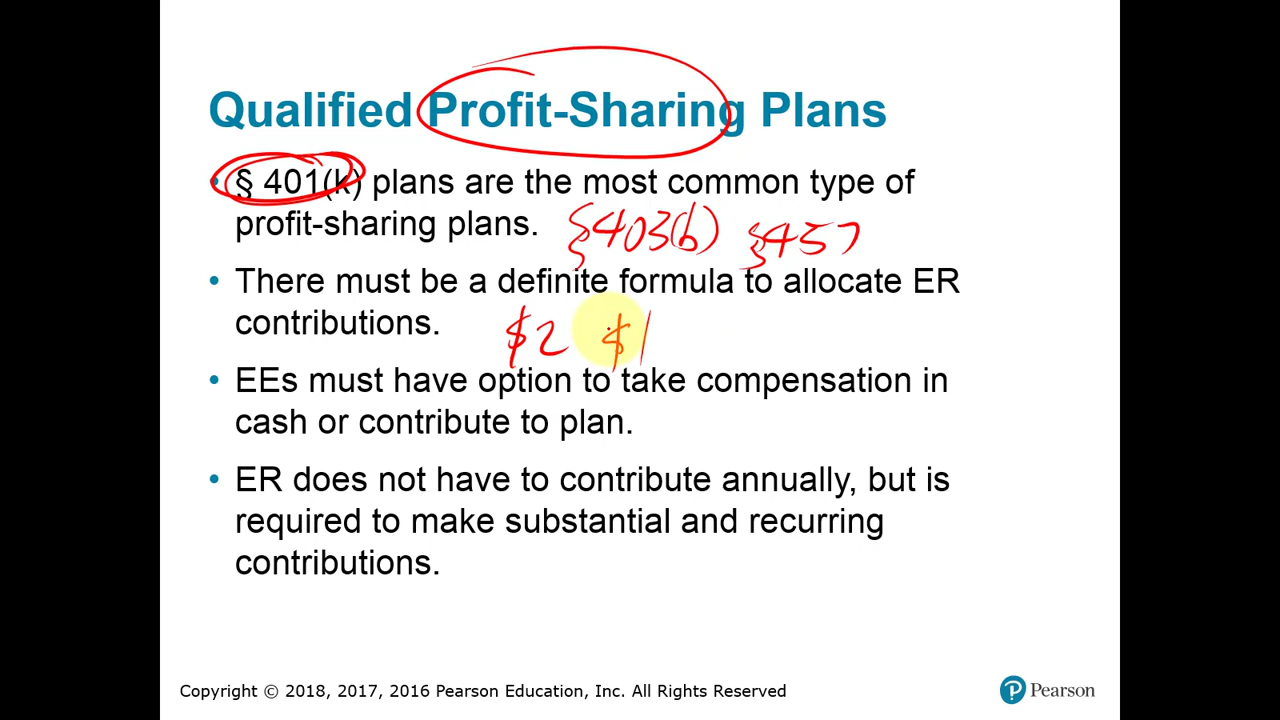 Qualified Profit-Sharing Plans
• § 401(k) plans are the most common type of
profit-sharing plans. §403(b) §457
• There must be a definite formula to allocate ER
contributions. $2 $1
• EEs must have option to take compensation in
cash or contribute to plan.
• ER does not have to contribute annually, but is
required to make substantial and recurring
contributions.
Copyright © 2018, 2017, 2016 Pearson Education, Inc. All Rights Reserved
P Pearson